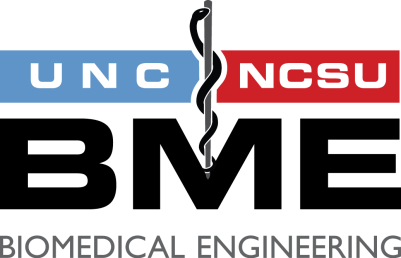 UNC NCSU
BME
BIOMEDICAL ENGINEERING